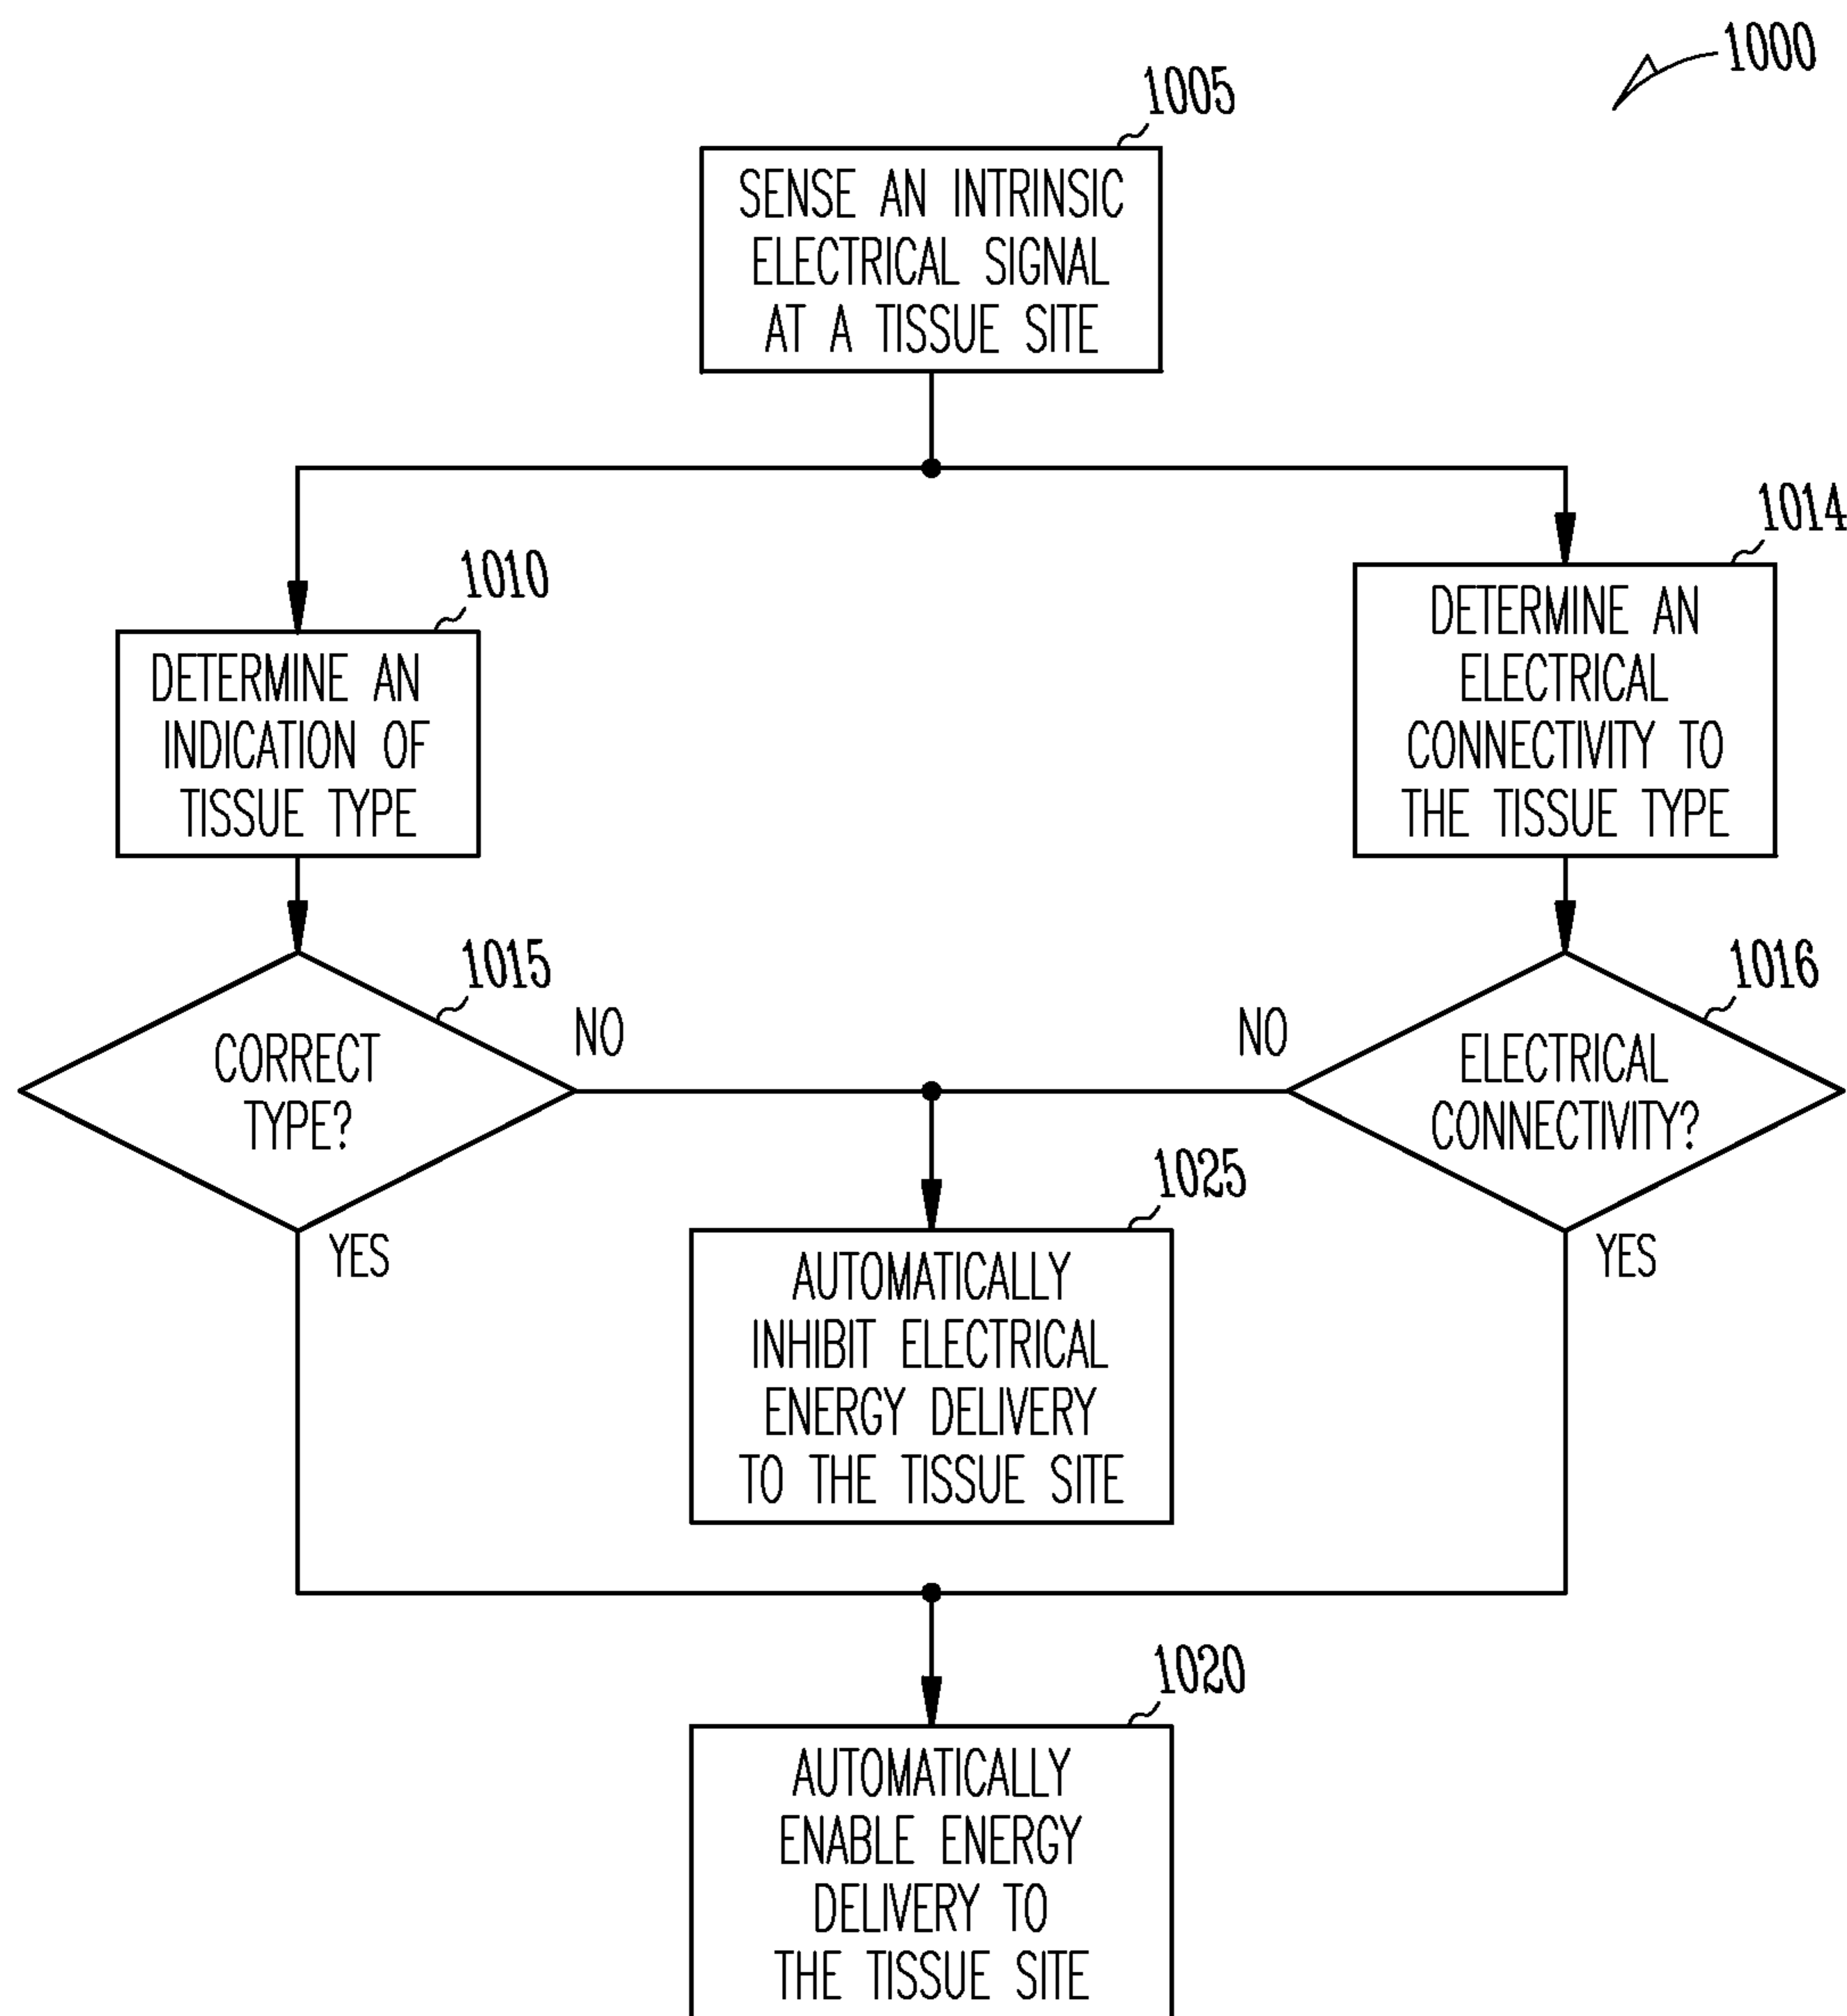 1000
1005
SENSE AN INTRINSIC
ELECTRICAL SIGNAL
AT A TISSUE SITE
1010
DETERMINE AN
INDICATION OF
TISSUE TYPE
1014
DETERMINE AN
ELECTRICAL
CONNECTIVITY TO
THE TISSUE TYPE
1015
CORRECT
TYPE?
NO
YES
1016
ELECTRICAL
CONNECTIVITY?
NO
YES
1025
AUTOMATICALLY
INHIBIT ELECTRICAL
ENERGY DELIVERY
TO THE TISSUE SITE
1020
AUTOMATICALLY
ENABLE ENERGY
DELIVERY TO
THE TISSUE SITE